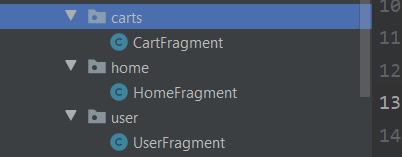 carts
CartFragment
home
HomeFragment
user
UserFragment
10
11
12
13
14